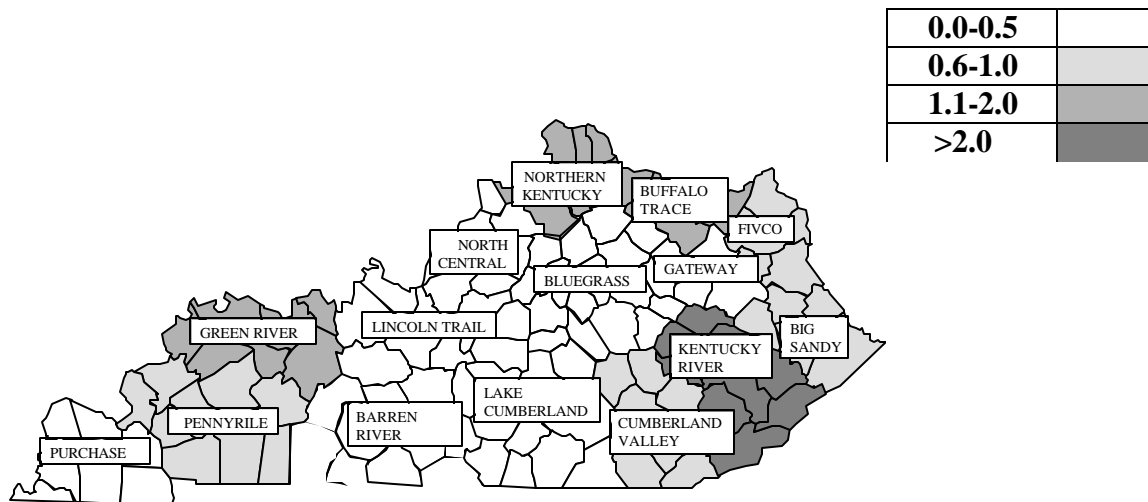 0.0-0.5
0.6-1.0
1.1-2.0
>2.0
NORTHERN
KENTUCKY
BUFFALO
TRACE
FIVCO
NORTH
CENTRAL
GATEWAY
BLUEGRASS
GREEN RIVER
LINCOLN TRAIL
BIG
SANDY
KENTUCKY
RIVER
LAKE
CUMBERLAND
PENNYRILE
BARREN
RIVER
CUMBERLAND
VALLEY
PURCHASE